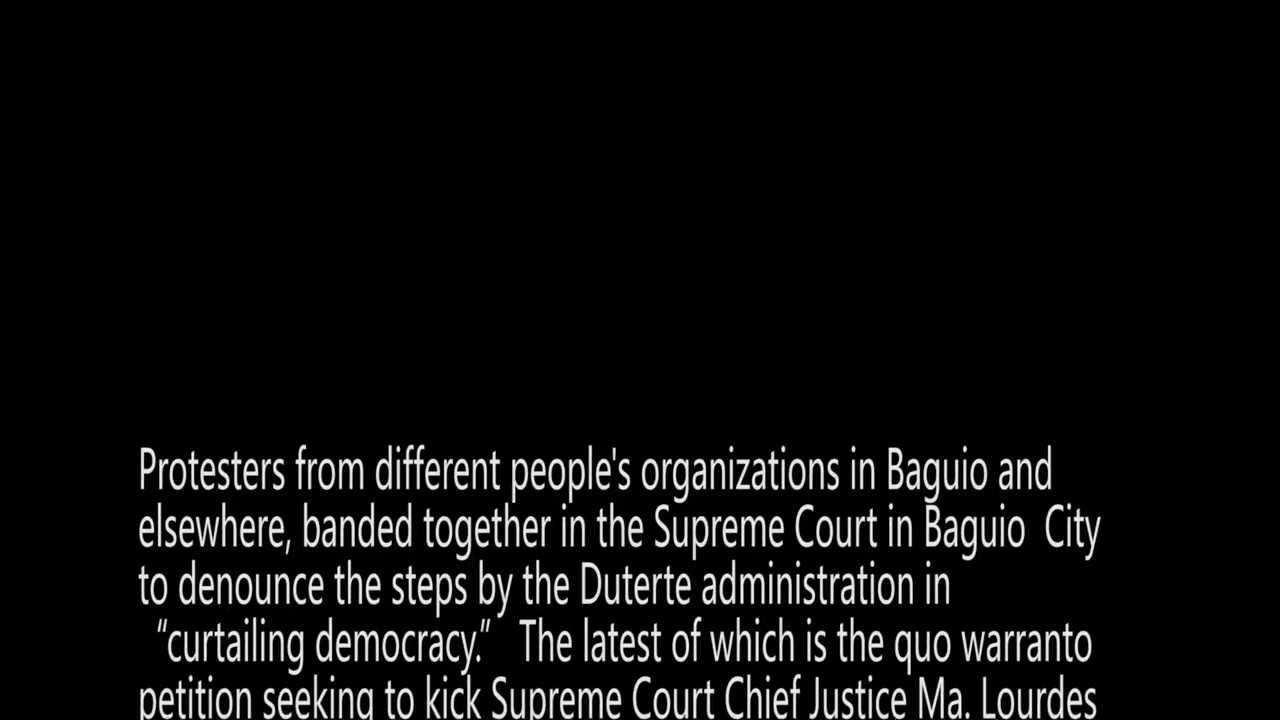 Protesters from different people's organizations in Baguio and
elsewhere, banded together in the Supreme Court in Baguio  City
to denounce the steps by the Duterte administration in
“curtailing democracy.”   The latest of which is the quo warranto
petition seeking to kick Supreme Court Chief Justice Ma. Lourdes